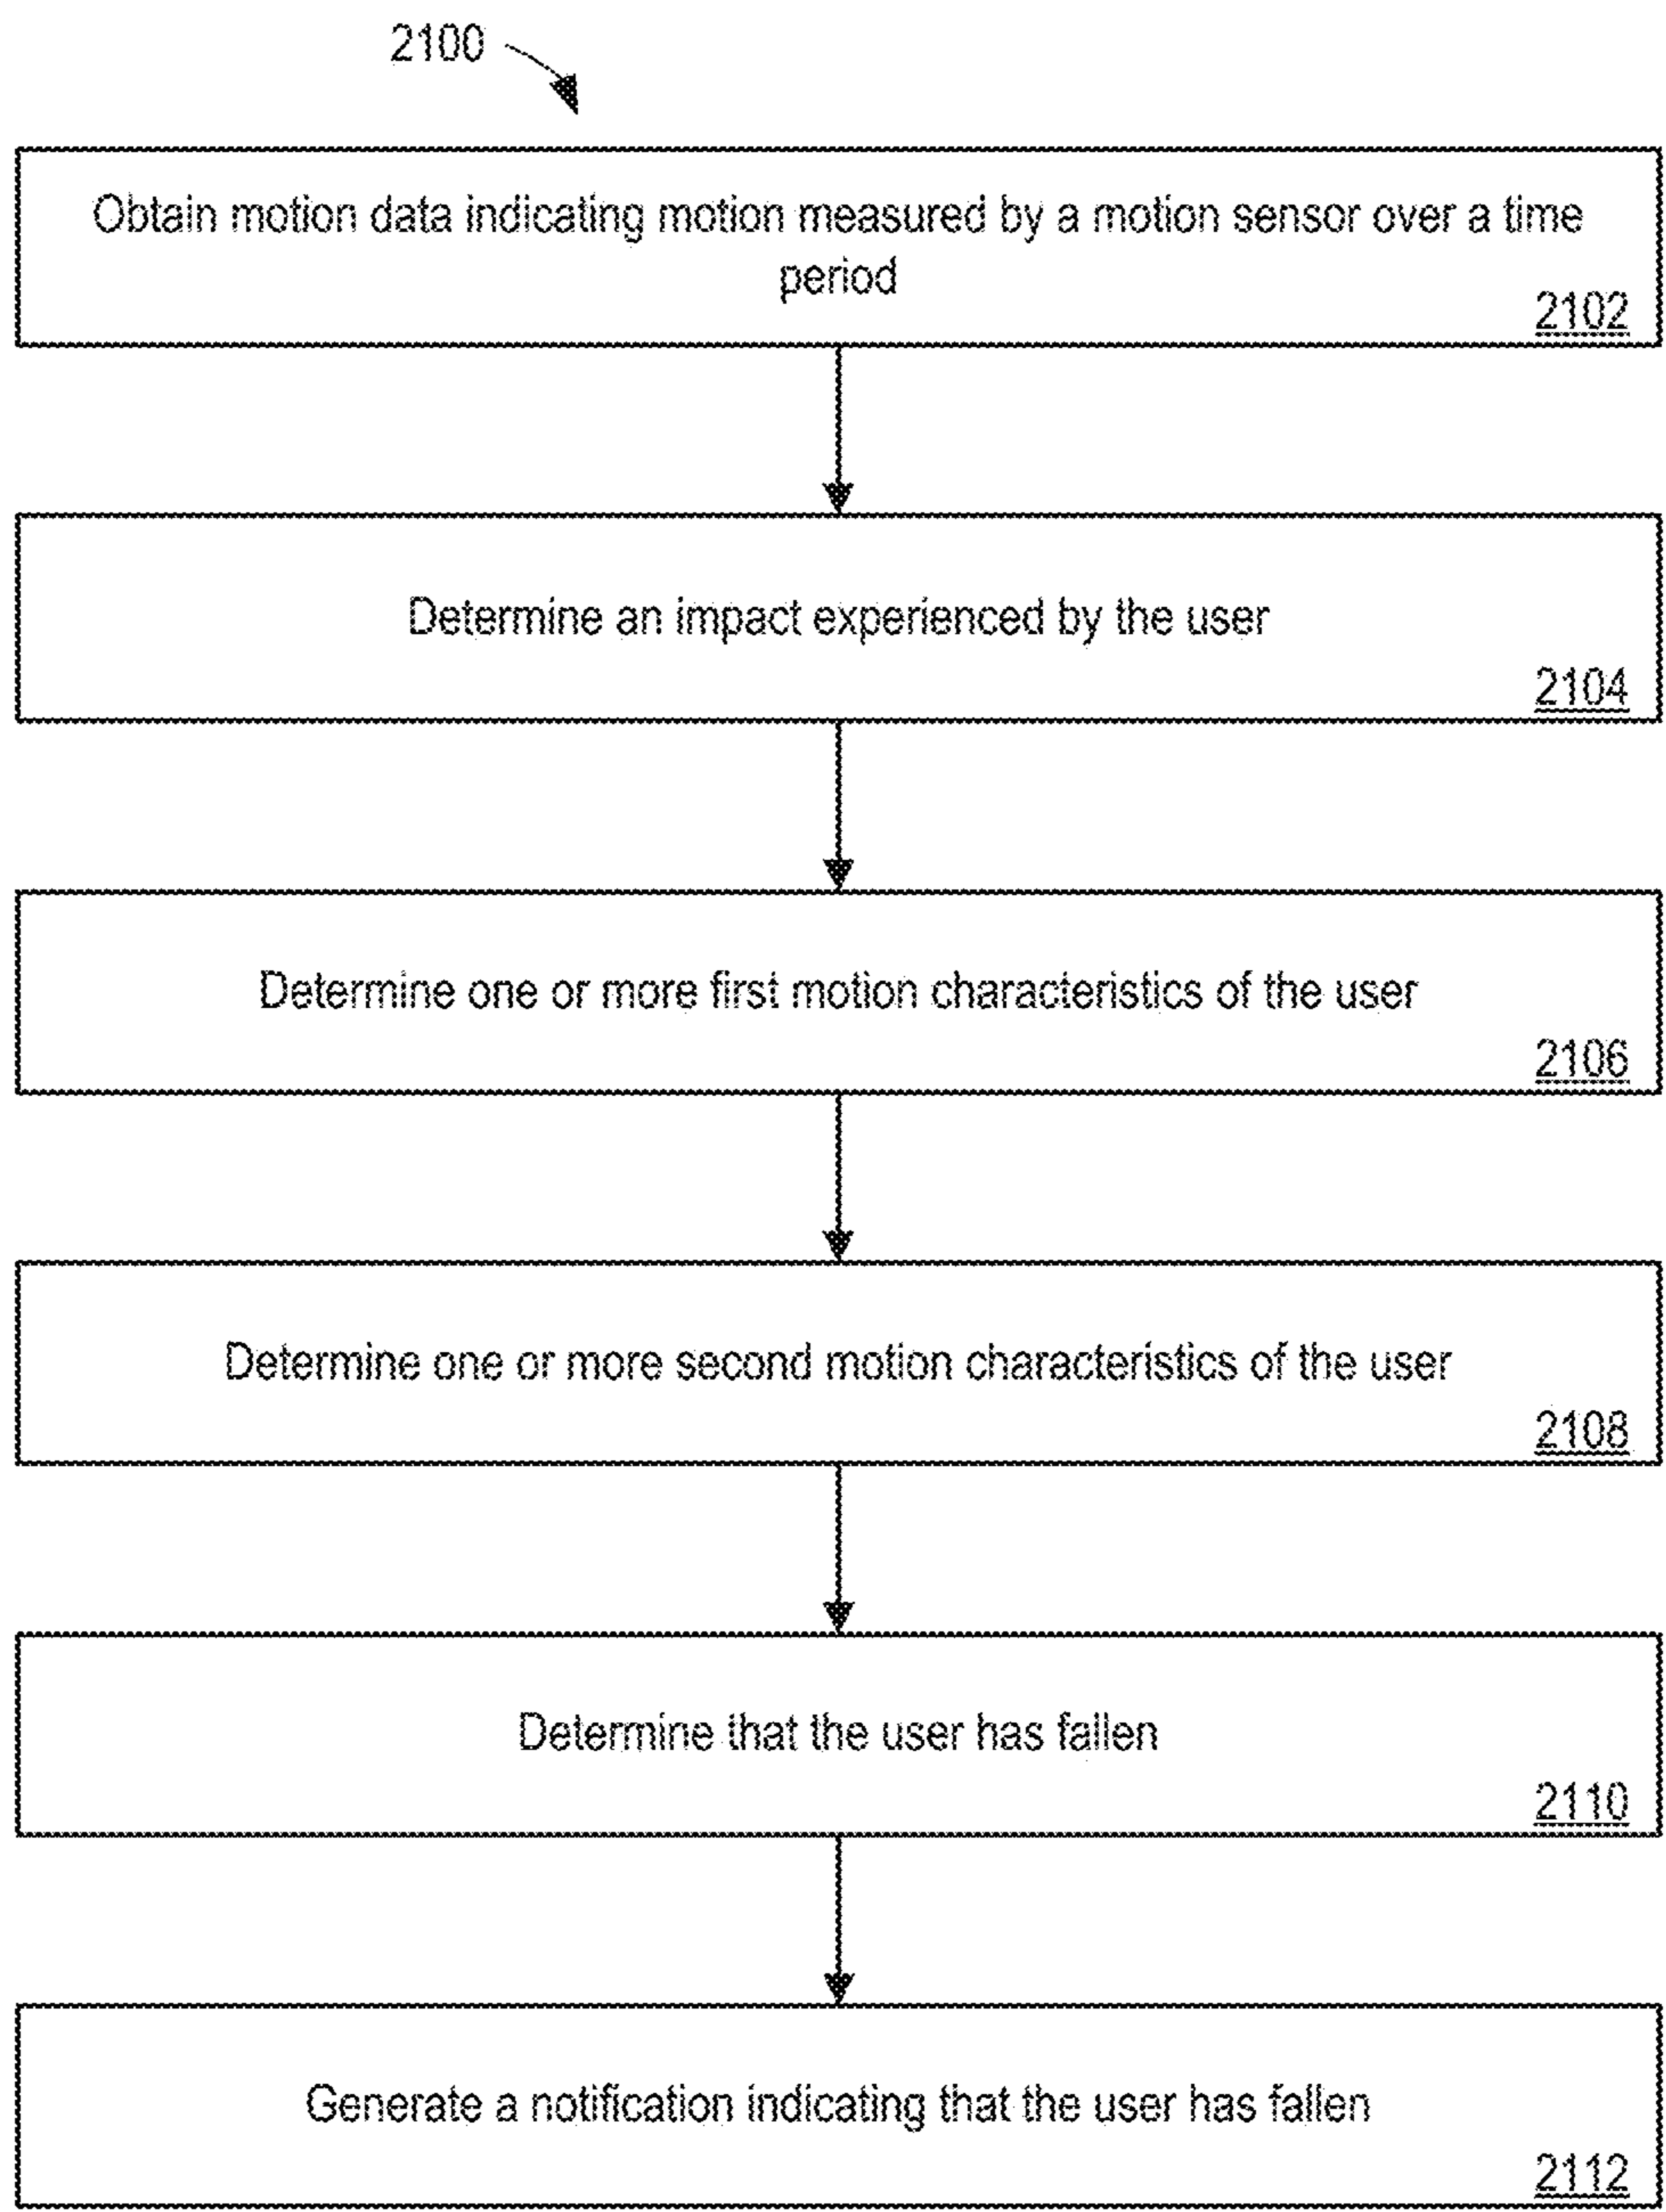 2100
Obtain motion data indicating motion measured by a motion sensor over a time
period
2102
Determine an impact experienced by the user
2104
Determine one or more first motion characteristics of the user
2106
Determine one or more second motion characteristics of the user
2108
Determine that the user has fallen
2110
Generate a notification indicating that the user has fallen
2112